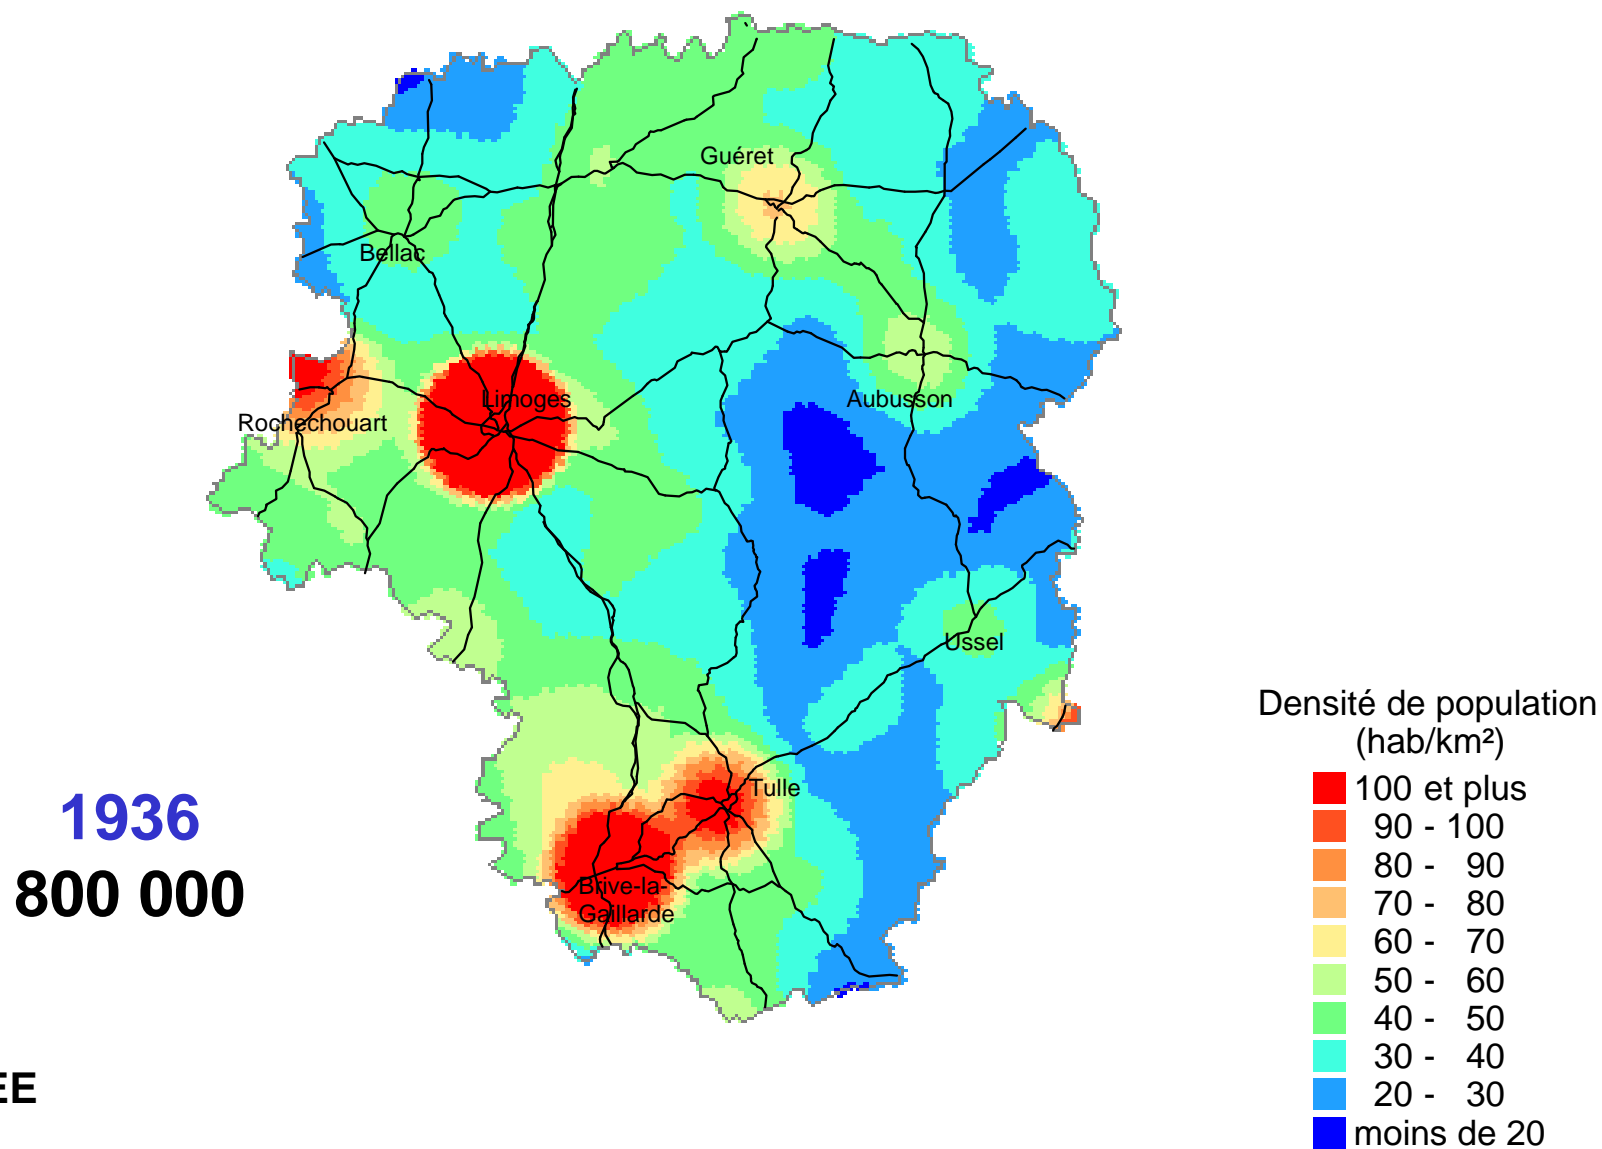 Guéret
Bellac
Limoges
Aubusson
Rochechouart
Ussel
Tulle
Brive-la-
Gaillarde
1936
800 000
EE
Densité de population
(hab/km²)
100 et plus
90 - 100
80 - 90
70 - 80
60 - 70
50 - 60
40 - 50
30 - 40
20 - 30
moins de 20